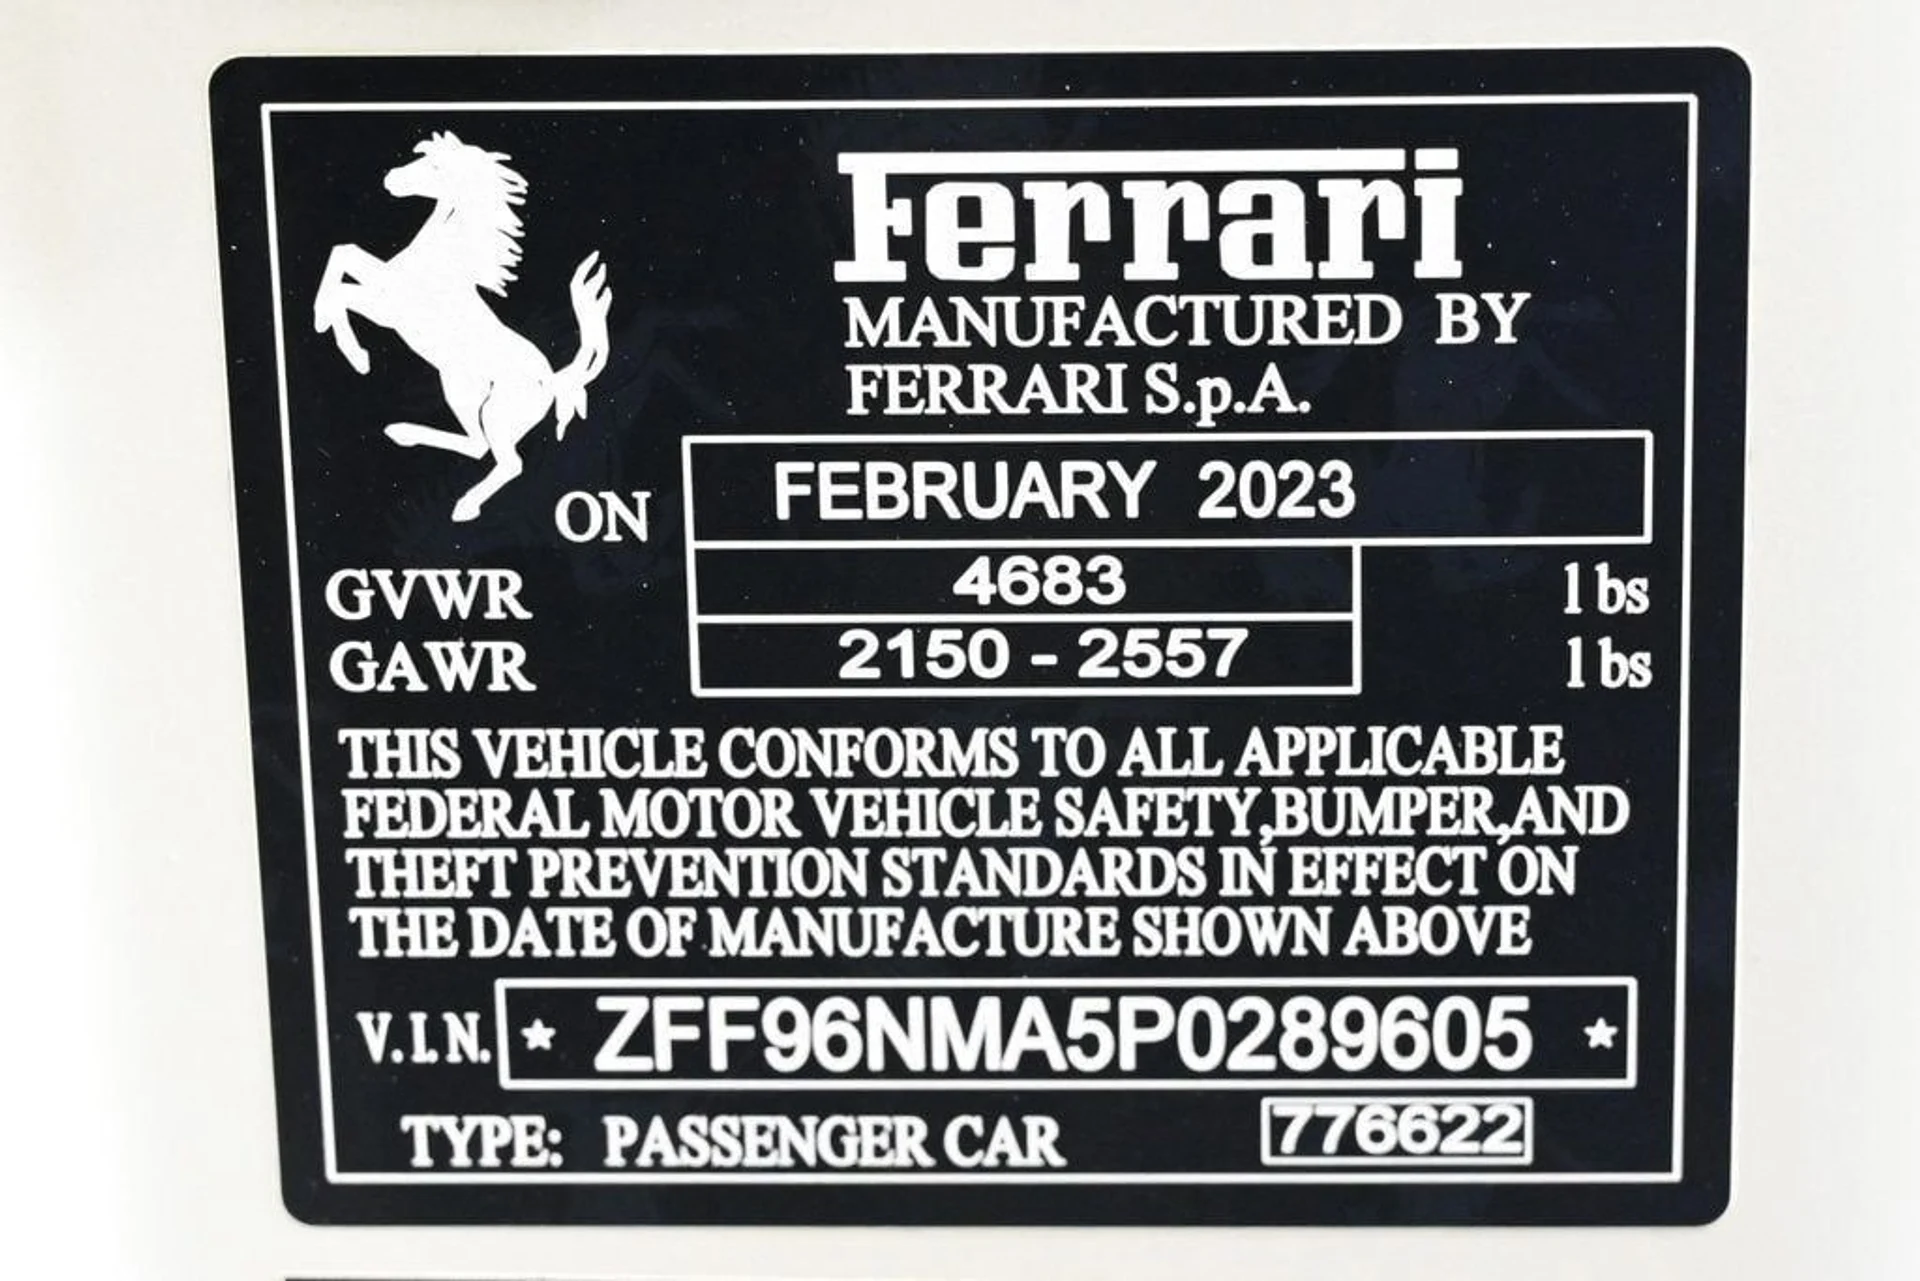 Ferrari
MANUFACTURED BY
FERRARI S.p.A.
ON FEBRUARY 2023
GVWR 4683 lbs
GAWR 2150 - 2557 lbs
THIS VEHICLE CONFORMS TO ALL APPLICABLE
FEDERAL MOTOR VEHICLE SAFETY,BUMPER,AND
THEFT PREVENTION STANDARDS IN EFFECT ON
THE DATE OF MANUFACTURE SHOWN ABOVE
V.I.N. ★ ZFF96NMA5P0289605 ★
TYPE: PASSENGER CAR 776622